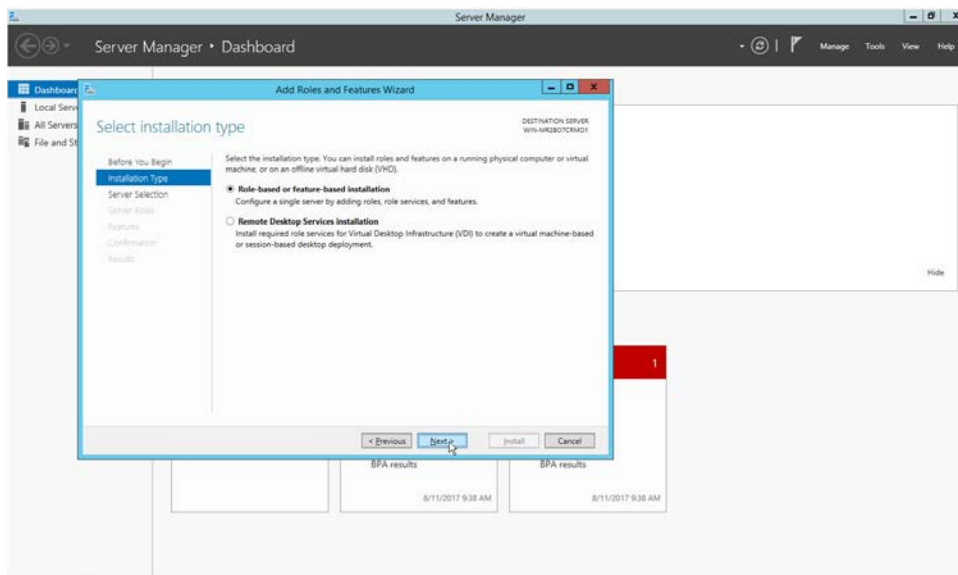 Server Manager
Server Manager • Dashboard
Manage Tools View Help
Dashboar
Local Serv
All Servers
File and St
Add Roles and Features Wizard
Select installation type
DESTINATION SERVER
Before You Begin
Installation Type
Server Selection
Server Roles
Features
Confirmation
Results
Select the installation type. You can install roles and features on a running physical computer or virtual
machine, or on an offline virtual hard disk (VHD).
Role-based or feature-based installation
Configure a single server by adding roles, role services, and features.
Remote Desktop Services installation
Install required role services for Virtual Desktop Infrastructure (VDI) to create a virtual machine-based
or session-based desktop deployment.
< Previous Next > Install Cancel
Hide
1
BPA results
8/11/2017 9:38 AM
BPA results
8/11/2017 9:38 AM